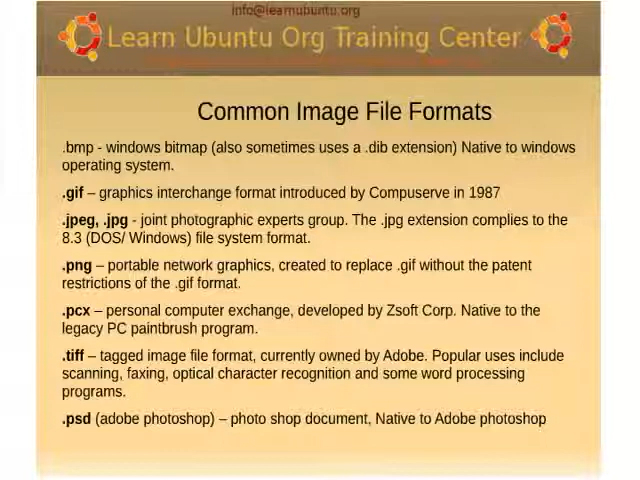 info@learnubuntu.org
Learn Ubuntu Org Training Center
Common Image File Formats
.bmp - windows bitmap (also sometimes uses a .dib extension) Native to windows
operating system.
.gif – graphics interchange format introduced by Compuserve in 1987
.jpeg, .jpg - joint photographic experts group. The .jpg extension complies to the
8.3 (DOS/ Windows) file system format.
.png – portable network graphics, created to replace .gif without the patent
restrictions of the .gif format.
.pcx – personal computer exchange, developed by Zsoft Corp. Native to the
legacy PC paintbrush program.
.tiff – tagged image file format, currently owned by Adobe. Popular uses include
scanning, faxing, optical character recognition and some word processing
programs.
.psd (adobe photoshop) – photo shop document, Native to Adobe photoshop